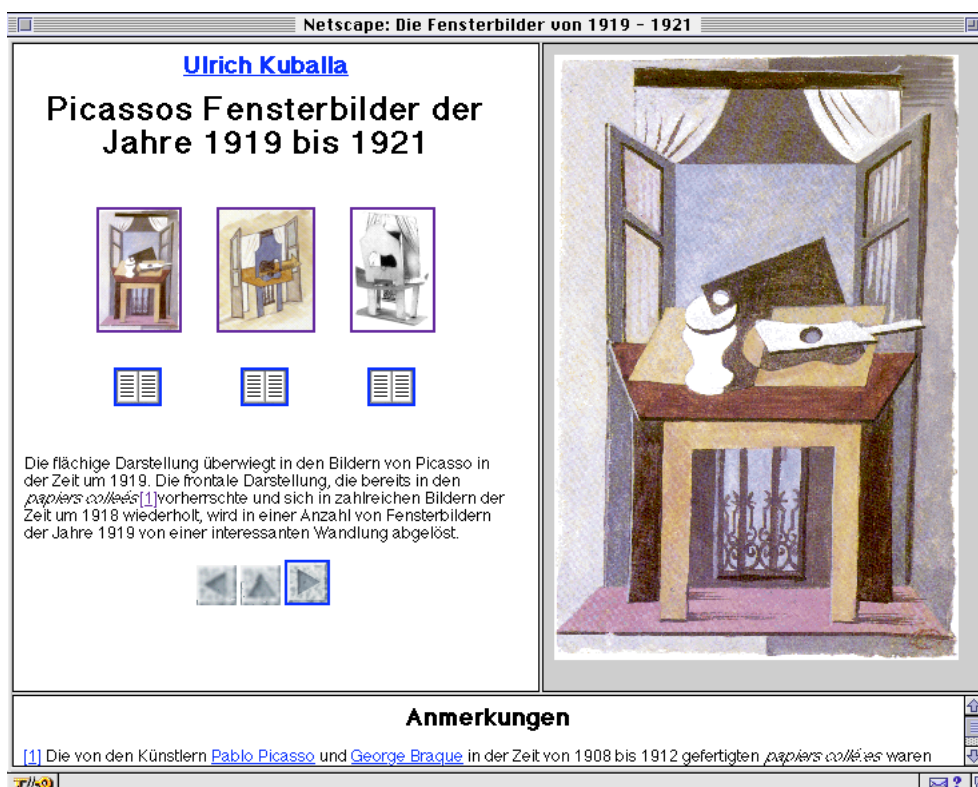 Netscape: Die Fensterbilder von 1919 - 1921
Ulrich Kuballa
Picassos Fensterbilder der
Jahre 1919 bis 1921
Die flächige Darstellung überwiegt in den Bildern von Picasso in
der Zeit um 1919. Die frontale Darstellung, die bereits in den
papiers colleés[1]vorherrschte und sich in zahlreichen Bildern der
Zeit um 1918 wiederholt, wird in einer Anzahl von Fensterbildern
der Jahre 1919 von einer interessanten Wandlung abgelöst.
Anmerkungen
[1] Die von den Künstlern Pablo Picasso und George Braque in der Zeit von 1908 bis 1912 gefertigten papiers collé.es waren
?